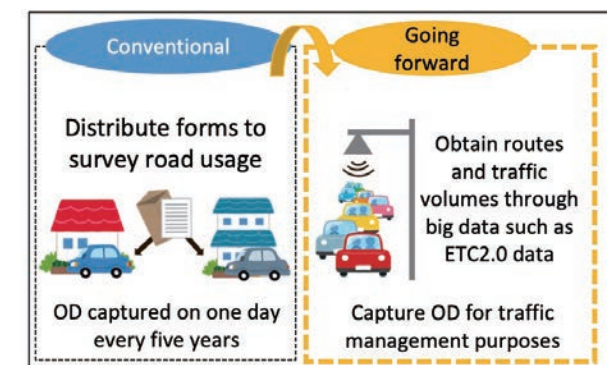 Conventional
Distribute forms to
survey road usage
OD captured on one day
every five years
Going
forward
Obtain routes
and traffic
volumes through
big data such as
ETC2.0 data
Capture OD for traffic
management purposes